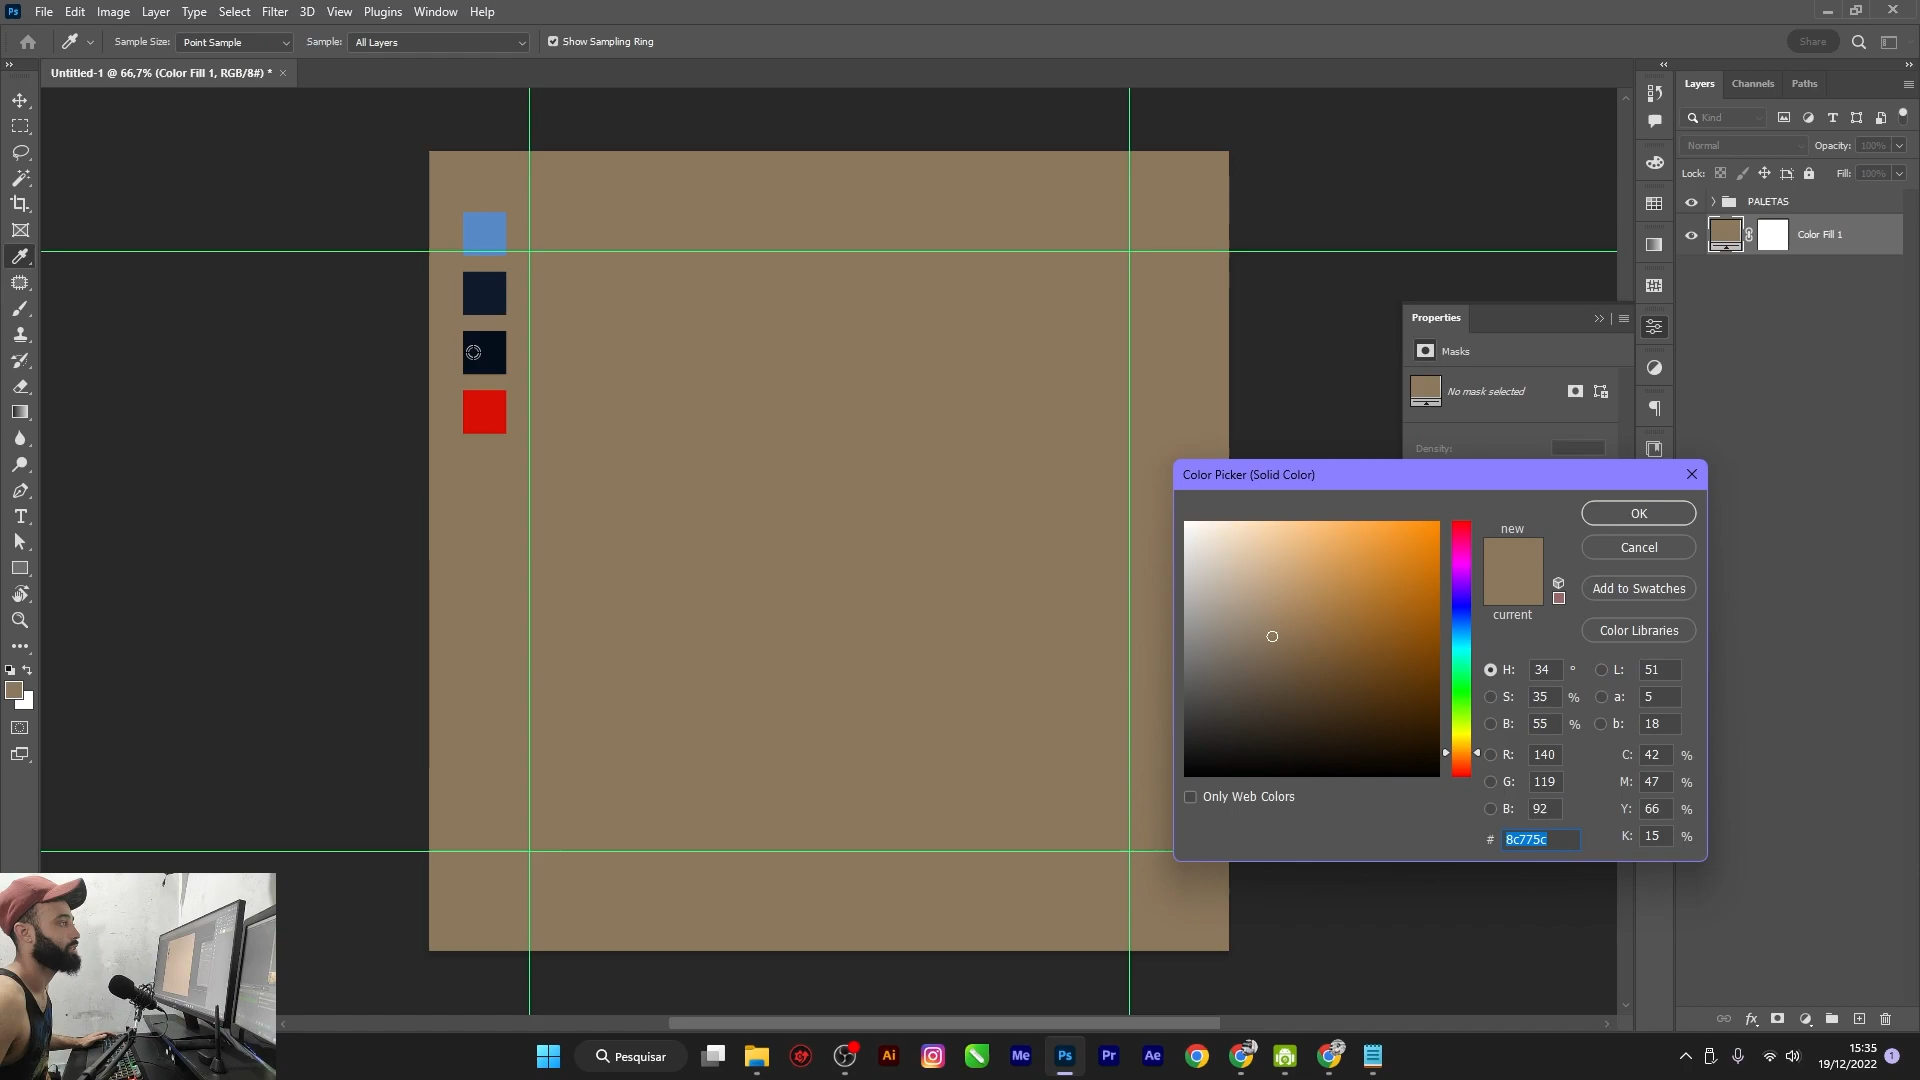 Ps File Edit Image Layer Type Select Filter 3D View Plugins Window Help
Sample Size: Point Sample Sample: All Layers Show Sampling Ring Share
Untitled-1 @ 66,7% (Color Fill 1, RGB/8#) * ×
Layers Channels Paths
Kind
Normal Opacity: 100%
Lock: Fill: 100%
PALETAS
Color Fill 1
Properties
Masks
No mask selected
Density:
Color Picker (Solid Color)
new
current
OK
Cancel
Add to Swatches
Color Libraries
H: 34 ° L: 51
S: 35 % a: 5
B: 55 % b: 18
R: 140 C: 42 %
G: 119 M: 47 %
B: 92 Y: 66 %
# 8c775c K: 15 %
Only Web Colors
Pesquisar
Ai
Me
Ps
Pr
Ae
15:35
19/12/2022
1